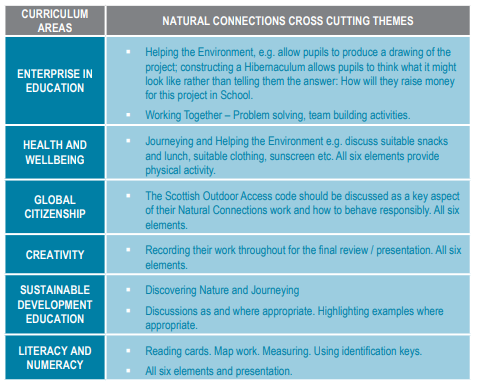 CURRICULUM
AREAS
NATURAL CONNECTIONS CROSS CUTTING THEMES
ENTERPRISE IN
EDUCATION
▪ Helping the Environment, e.g. allow pupils to produce a drawing of the
project; constructing a Hibernaculum allows pupils to think what it might
look like rather than telling them the answer: How will they raise money
for this project in School.
▪ Working Together – Problem solving, team building activities.
HEALTH AND
WELLBEING
▪ Journeying and Helping the Environment e.g. discuss suitable snacks
and lunch, suitable clothing, sunscreen etc. All six elements provide
physical activity.
GLOBAL
CITIZENSHIP
▪ The Scottish Outdoor Access code should be discussed as a key aspect
of their Natural Connections work and how to behave responsibly. All six
elements.
CREATIVITY
▪ Recording their work throughout for the final review / presentation. All six
elements.
SUSTAINABLE
DEVELOPMENT
EDUCATION
▪ Discovering Nature and Journeying
▪ Discussions as and where appropriate. Highlighting examples where
appropriate.
LITERACY AND
NUMERACY
▪ Reading cards. Map work. Measuring. Using identification keys.
▪ All six elements and presentation.